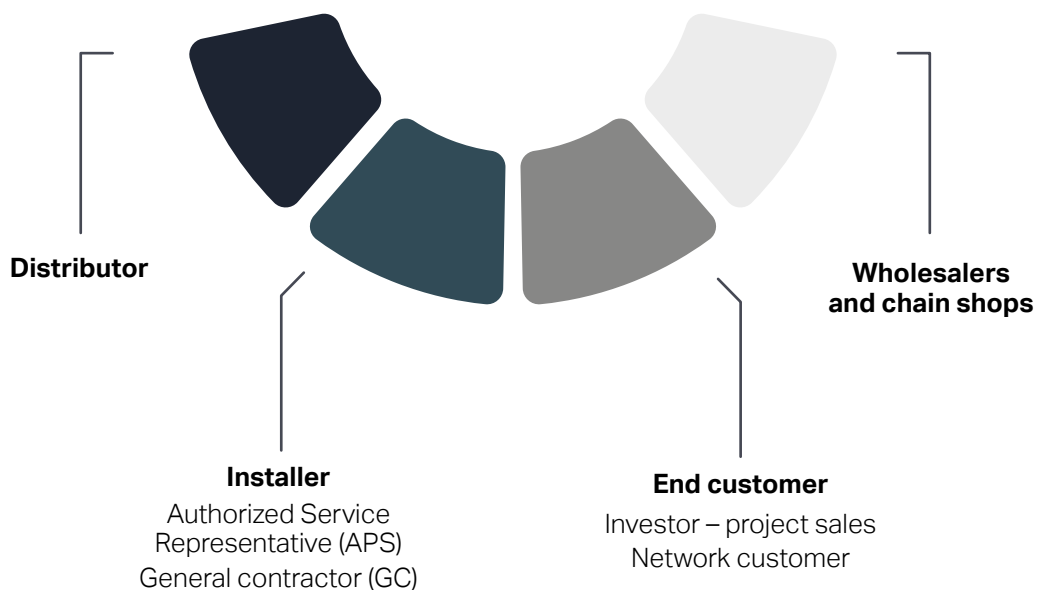 Distributor
Wholesalers
and chain shops
Installer
Authorized Service
Representative (APS)
General contractor (GC)
End customer
Investor – project sales
Network customer